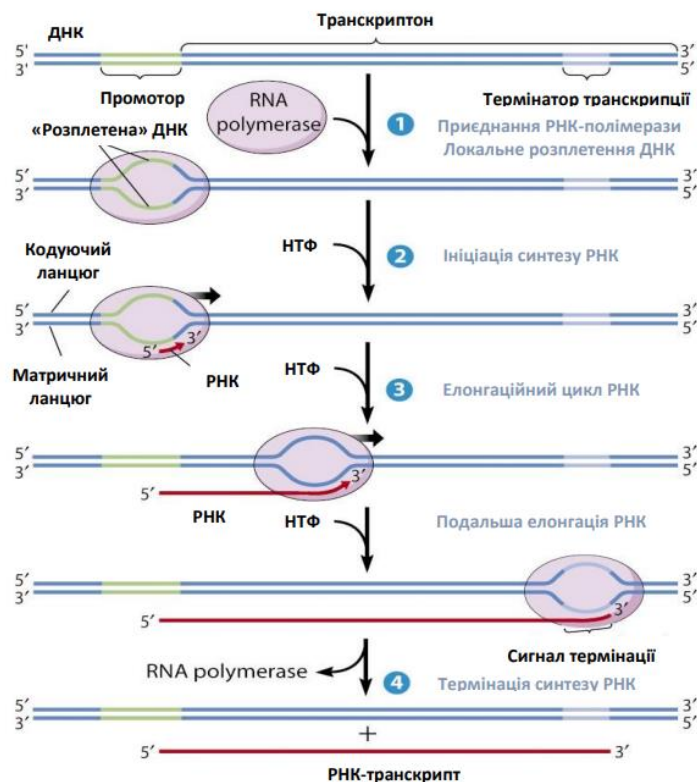 Транскриптон
ДНК
5' 3′
3' 5′
Промотор
Термінатор транскрипції
RNA
polymerase
1 Приєднання РНК-полімерази
Локальне розплетення ДНК
«Розплетена» ДНК
5′ 3′
3′ 5′
НТФ
2 Ініціація синтезу РНК
Кодуючий
ланцюг
5′ 3′
3′ 5′
5′ 3′
Матричний
ланцюг
РНК
НТФ
3 Елонгаційний цикл РНК
5′ 3′
3′ 5′
5′ 3′
РНК
НТФ
Подальша елонгація РНК
5′ 3′
3′ 5′
5′ 3′
Сигнал термінації
RNA polymerase
4 Термінація синтезу РНК
5′ 3′
3′ 5′
+
5′ 3′
РНК-транскрипт